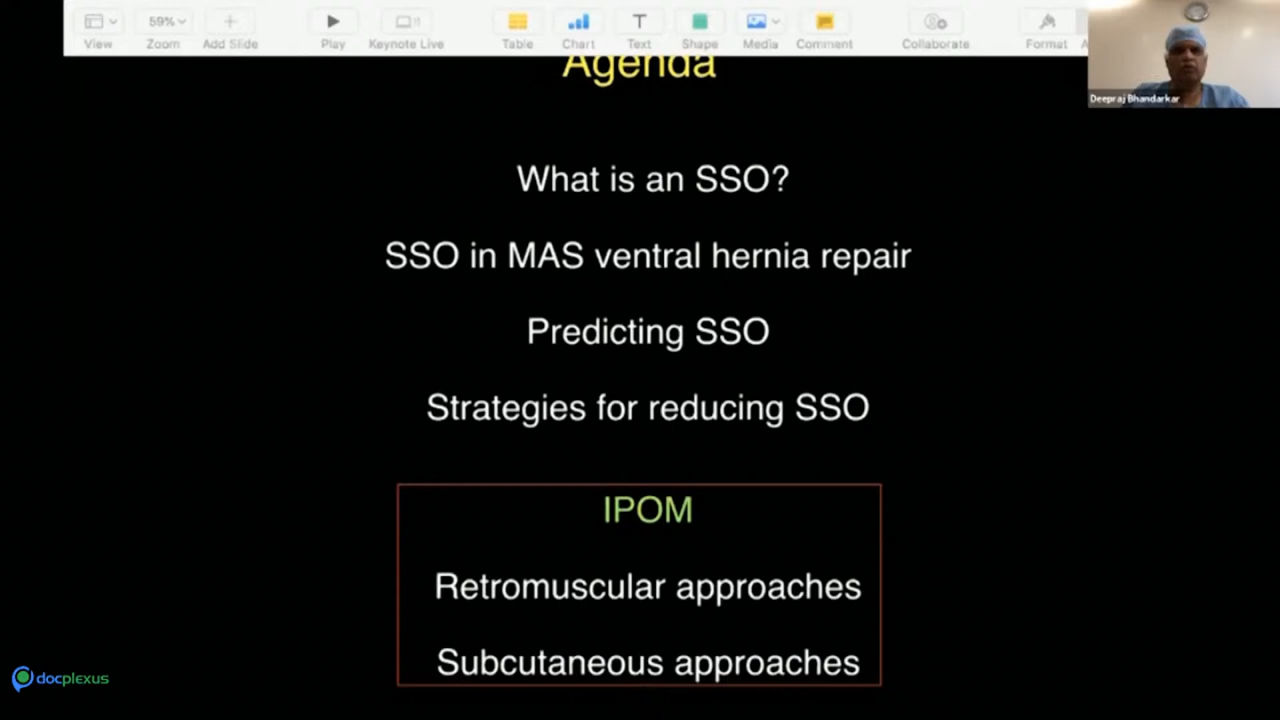 View
59%
Zoom
Add Slide
Play
Keynote Live
Table
Chart
Text
Shape
Media
Comment
Collaborate
Format
Deepraj Bhandarkar
Agenda
What is an SSO?
SSO in MAS ventral hernia repair
Predicting SSO
Strategies for reducing SSO
IPOM
Retromuscular approaches
Subcutaneous approaches
docplexus